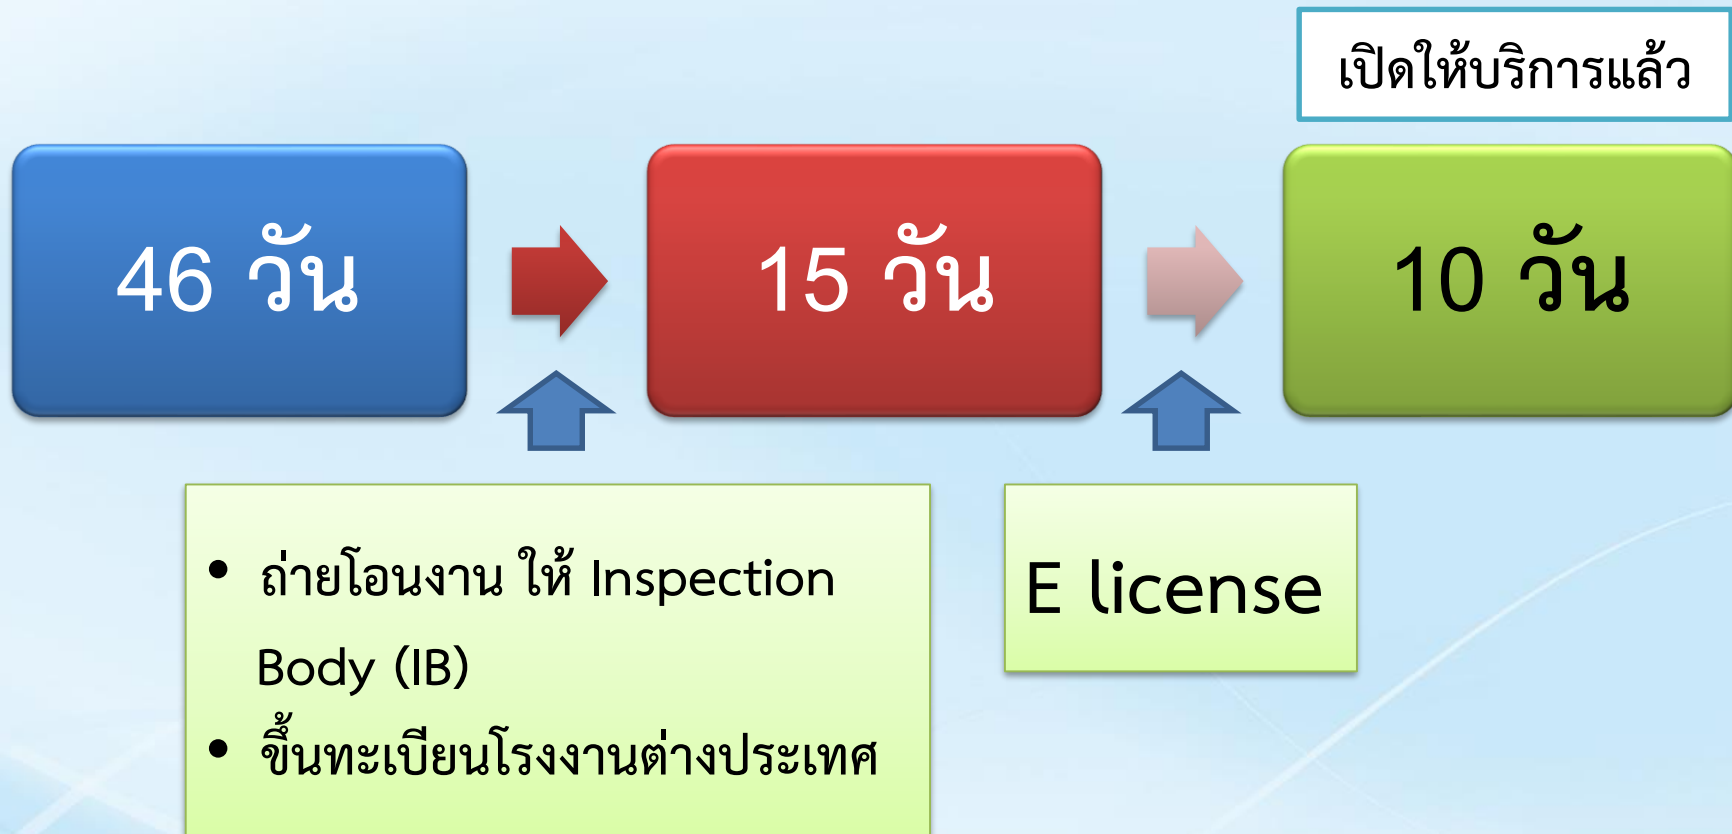 เปิดให้บริการแล้ว
46 วัน
15 วัน
10 วัน
• ถ่ายโอนงาน ให้ Inspection
Body (IB)
• ขึ้นทะเบียนโรงงานต่างประเทศ
E license